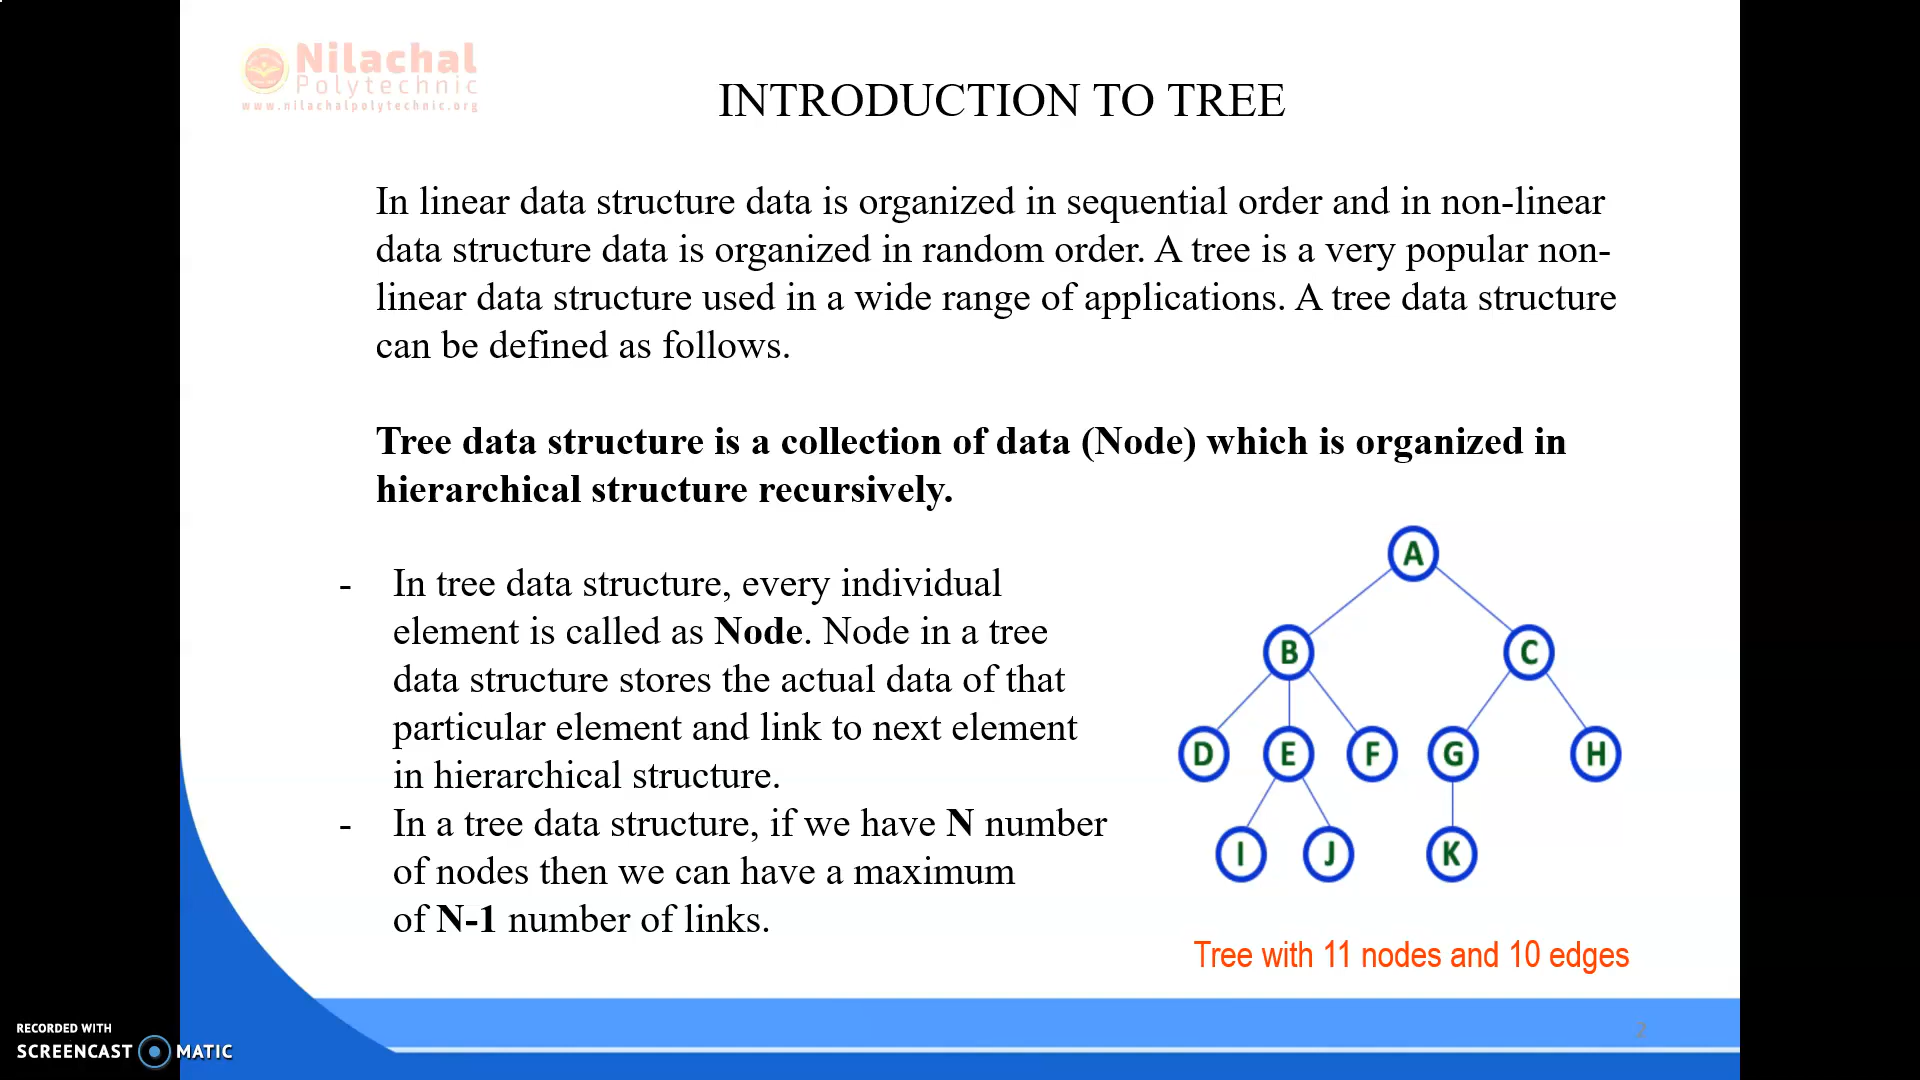 Nilachal
Polytechnic
www.nilachalpolytechnic.org
INTRODUCTION TO TREE
In linear data structure data is organized in sequential order and in non-linear
data structure data is organized in random order. A tree is a very popular non-
linear data structure used in a wide range of applications. A tree data structure
can be defined as follows.
Tree data structure is a collection of data (Node) which is organized in
hierarchical structure recursively.
- In tree data structure, every individual
element is called as Node. Node in a tree
data structure stores the actual data of that
particular element and link to next element
in hierarchical structure.
- In a tree data structure, if we have N number
of nodes then we can have a maximum
of N-1 number of links.
A
B C
D E F G H
I J K
Tree with 11 nodes and 10 edges
2
RECORDED WITH
SCREENCAST MATIC